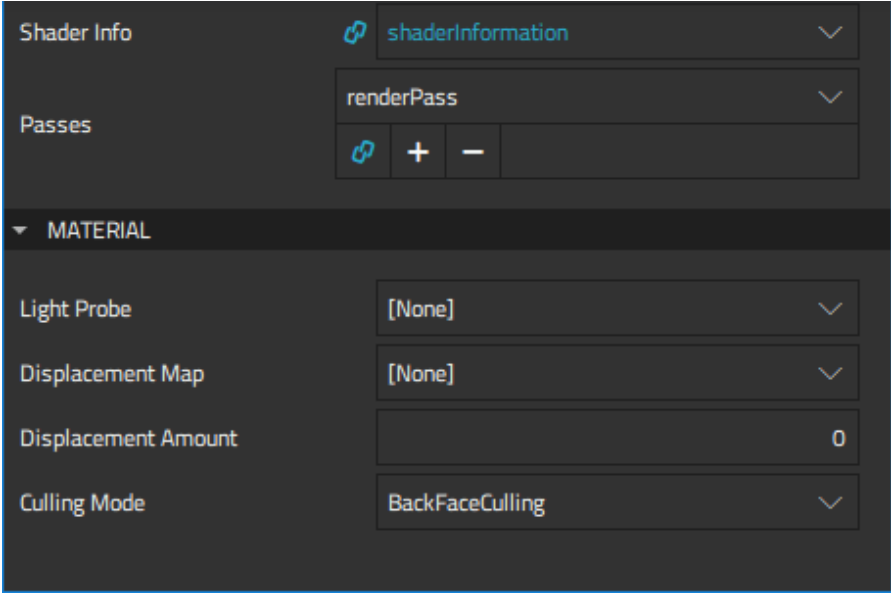 Shader Info shaderInformation
renderPass
Passes
+ −
MATERIAL
Light Probe [None]
Displacement Map [None]
Displacement Amount 0
Culling Mode BackFaceCulling